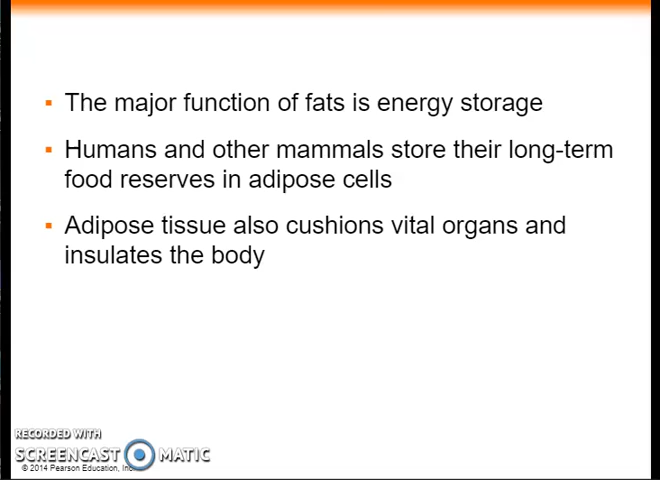 The major function of fats is energy storage
Humans and other mammals store their long-term
food reserves in adipose cells
Adipose tissue also cushions vital organs and
insulates the body
RECORDED WITH
SCREENCAST MATIC
© 2014 Pearson Education, Inc.